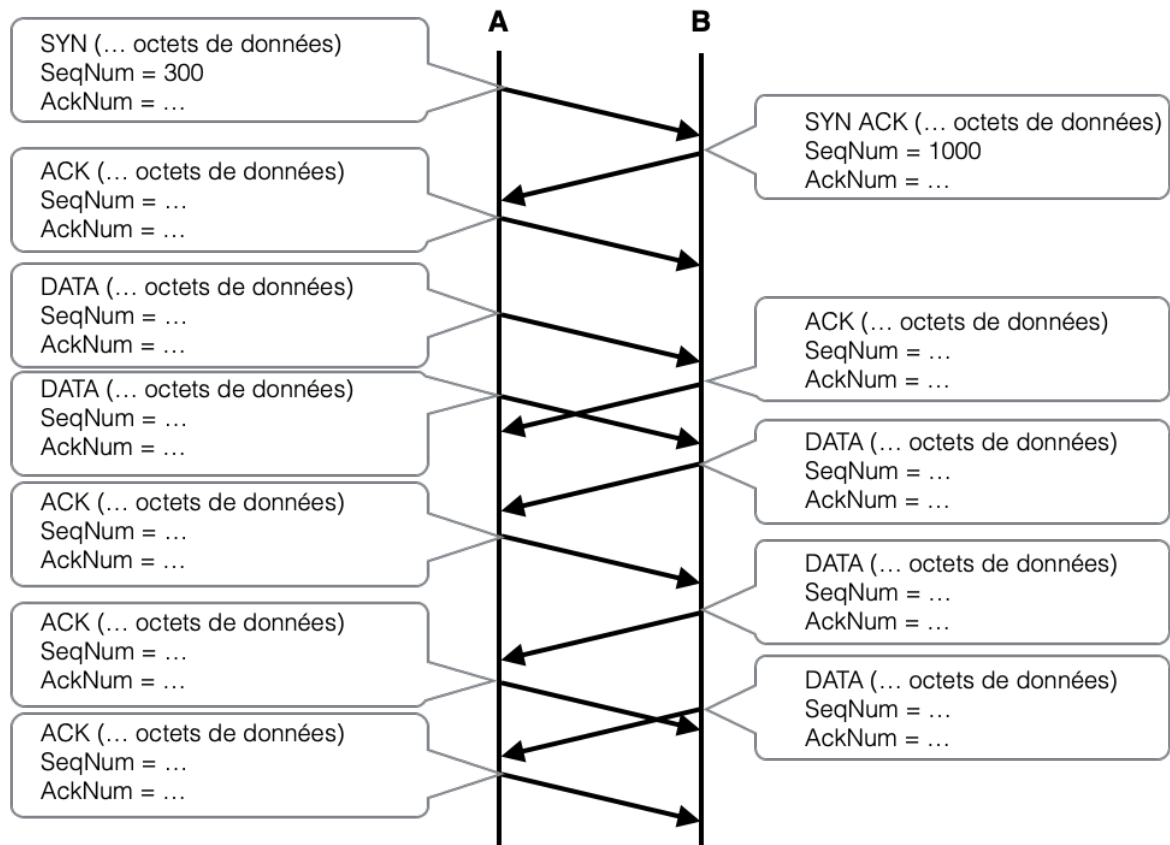 A
B
SYN (… octets de données)
SeqNum = 300
AckNum = …
SYN ACK (… octets de données)
SeqNum = 1000
AckNum = …
ACK (… octets de données)
SeqNum = …
AckNum = …
DATA (… octets de données)
SeqNum = …
AckNum = …
ACK (… octets de données)
SeqNum = …
AckNum = …
DATA (… octets de données)
SeqNum = …
AckNum = …
DATA (… octets de données)
SeqNum = …
AckNum = …
ACK (… octets de données)
SeqNum = …
AckNum = …
DATA (… octets de données)
SeqNum = …
AckNum = …
ACK (… octets de données)
SeqNum = …
AckNum = …
DATA (… octets de données)
SeqNum = …
AckNum = …
ACK (… octets de données)
SeqNum = …
AckNum = …